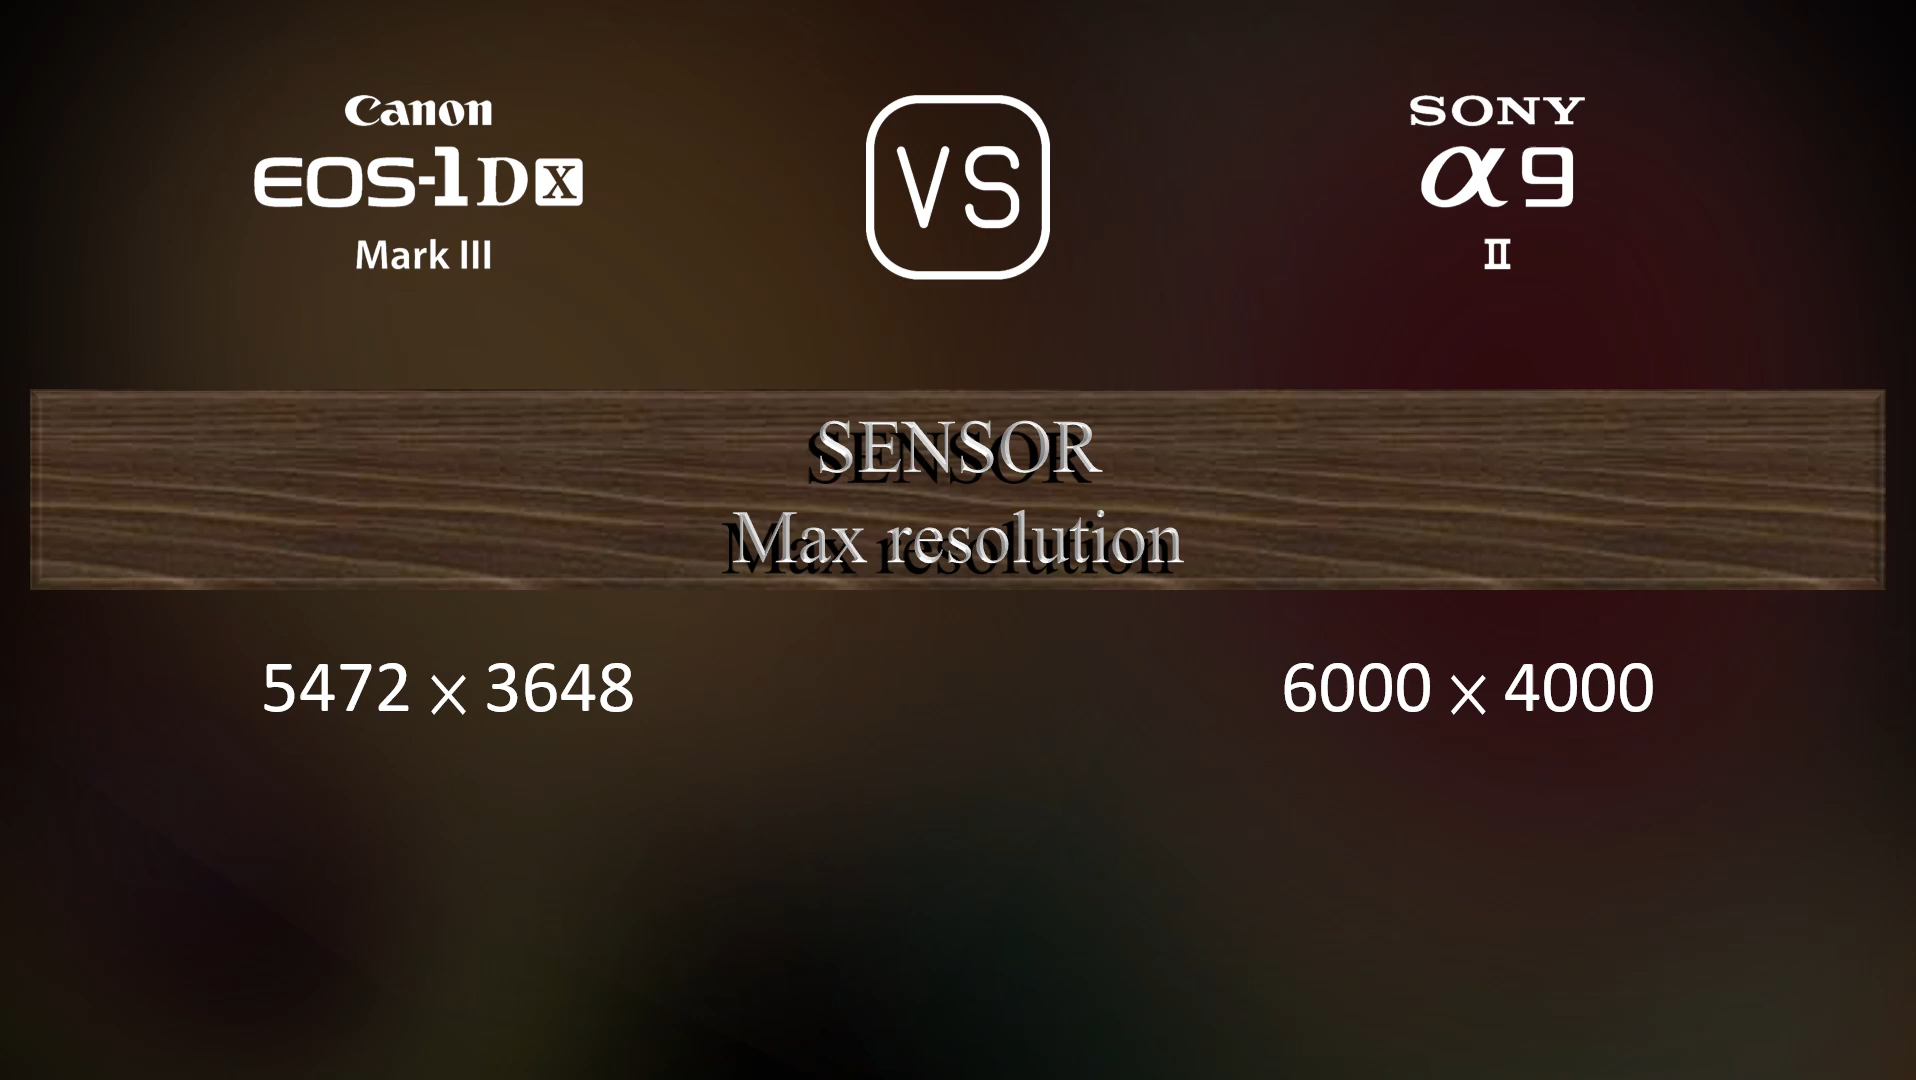 Canon
EOS-1DX
Mark III
VS
SONY
α9
II
SENSOR
Max resolution
5472 x 3648
6000 x 4000